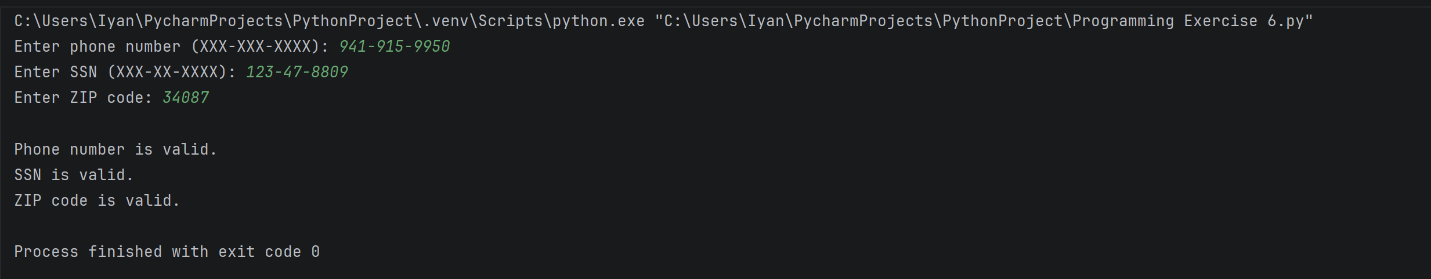 C:\Users\Iyan\PycharmProjects\PythonProject\.venv\Scripts\python.exe "C:\Users\Iyan\PycharmProjects\PythonProject\Programming Exercise 6.py"
Enter phone number (XXX-XXX-XXXX): 941-915-9950
Enter SSN (XXX-XX-XXXX): 123-47-8809
Enter ZIP code: 34087
Phone number is valid.
SSN is valid.
ZIP code is valid.
Process finished with exit code 0